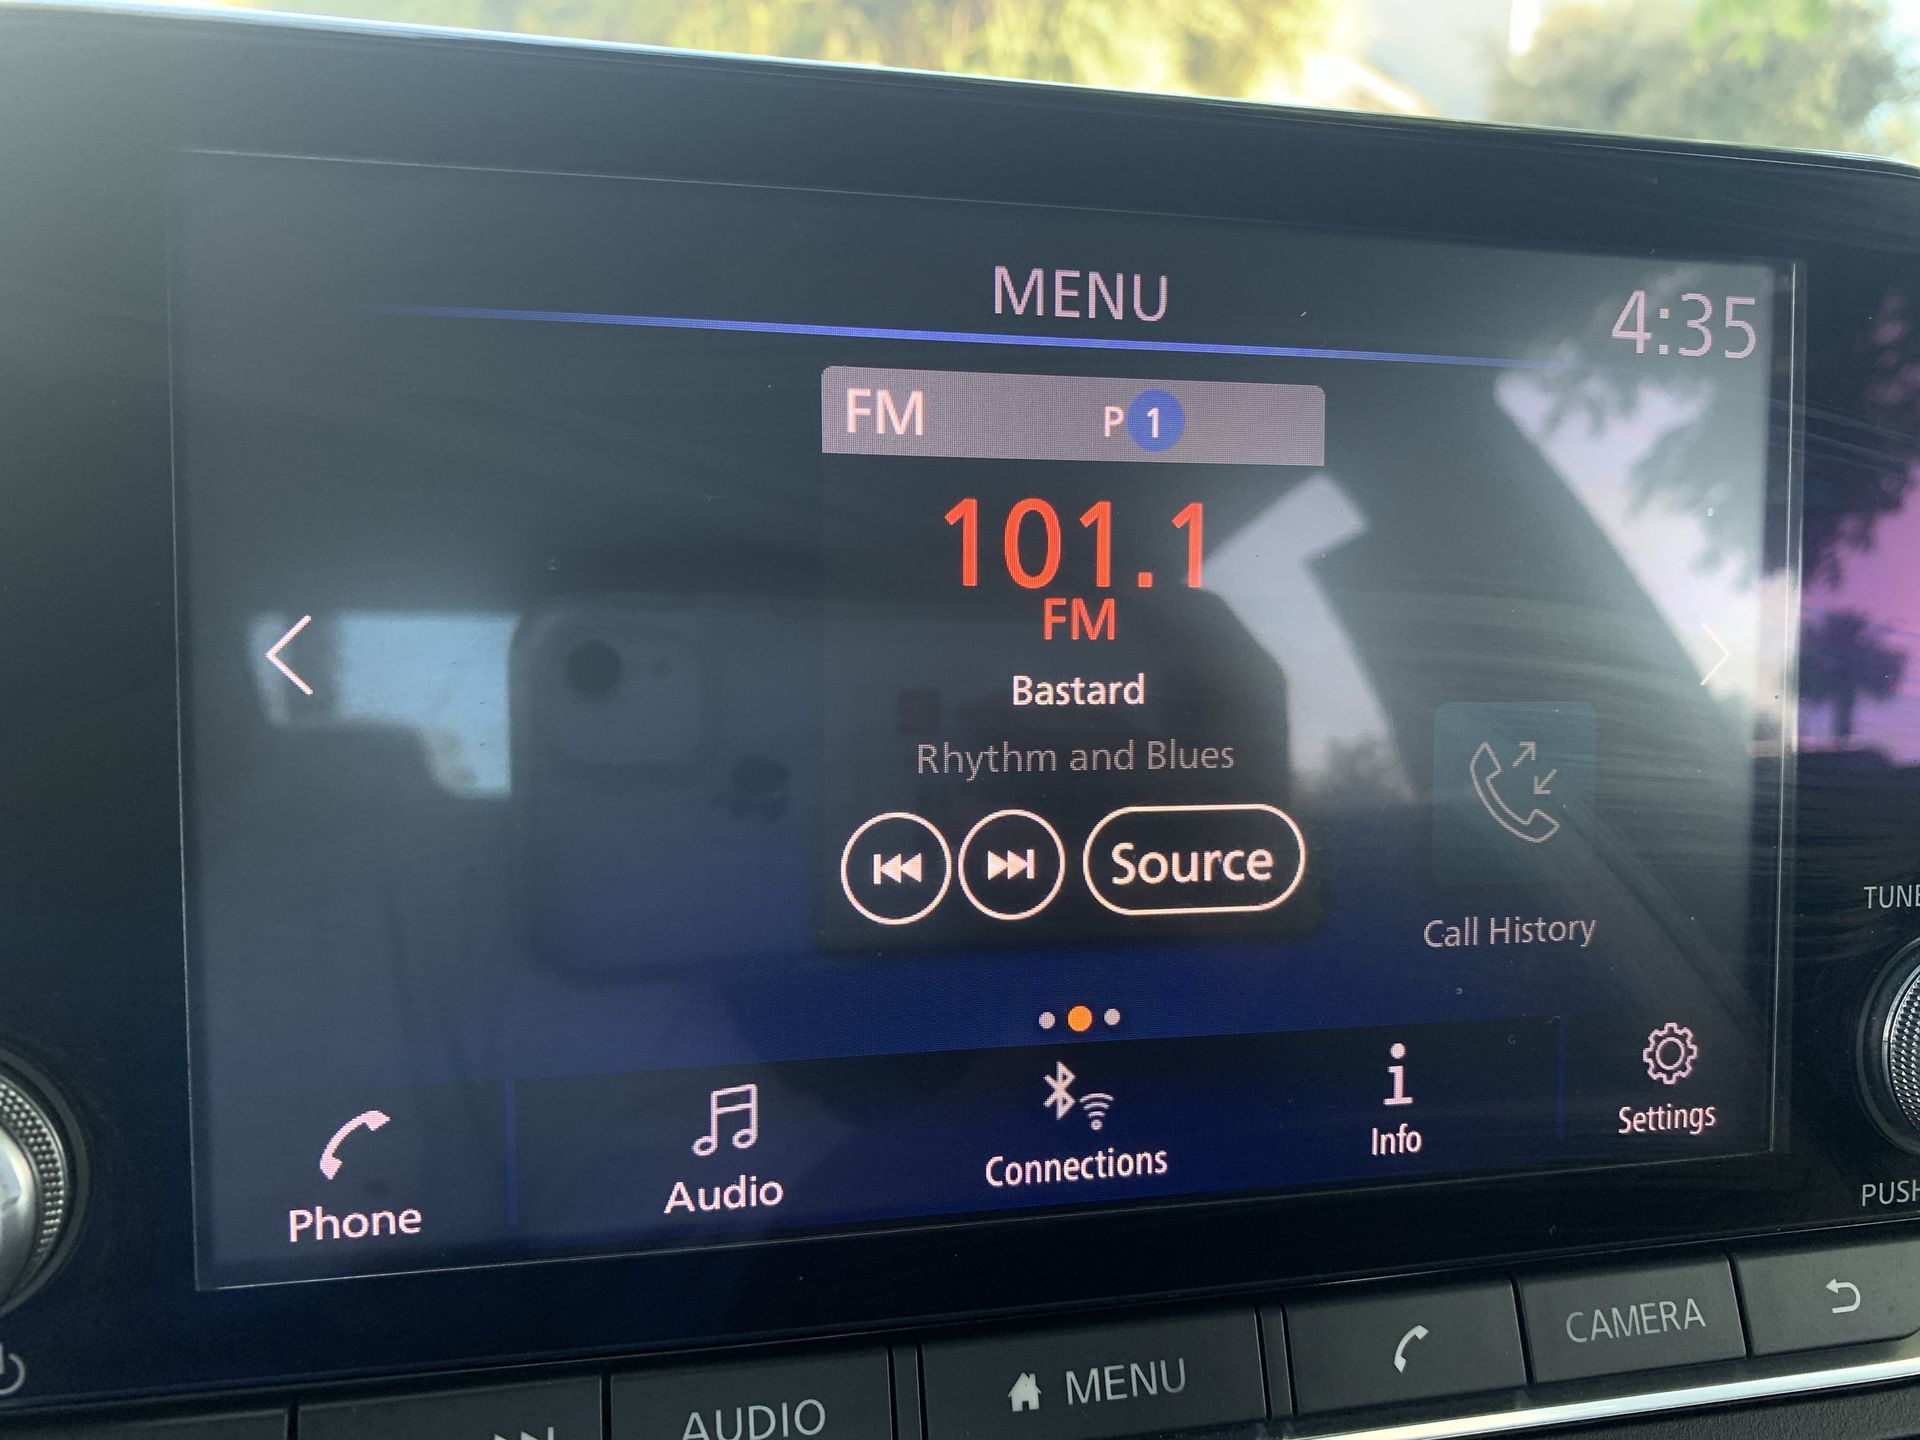 MENU
4:35
FM P 1
101.1
FM
Bastard
Rhythm and Blues
Source
Call History
Phone
Audio
Connections
Info
Settings
TUNE
PUSH
AUDIO
MENU
CAMERA